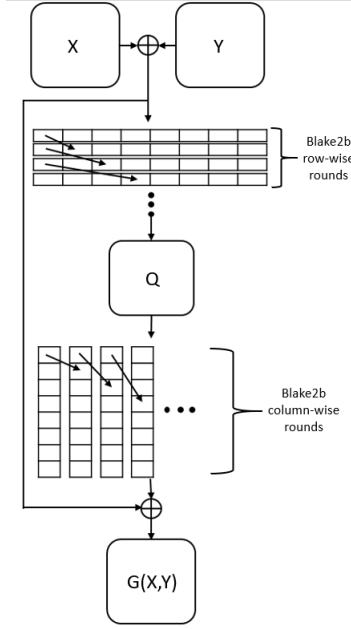 X
Y
Blake2b
row-wise
rounds
Q
Blake2b
column-wise
rounds
G(X,Y)